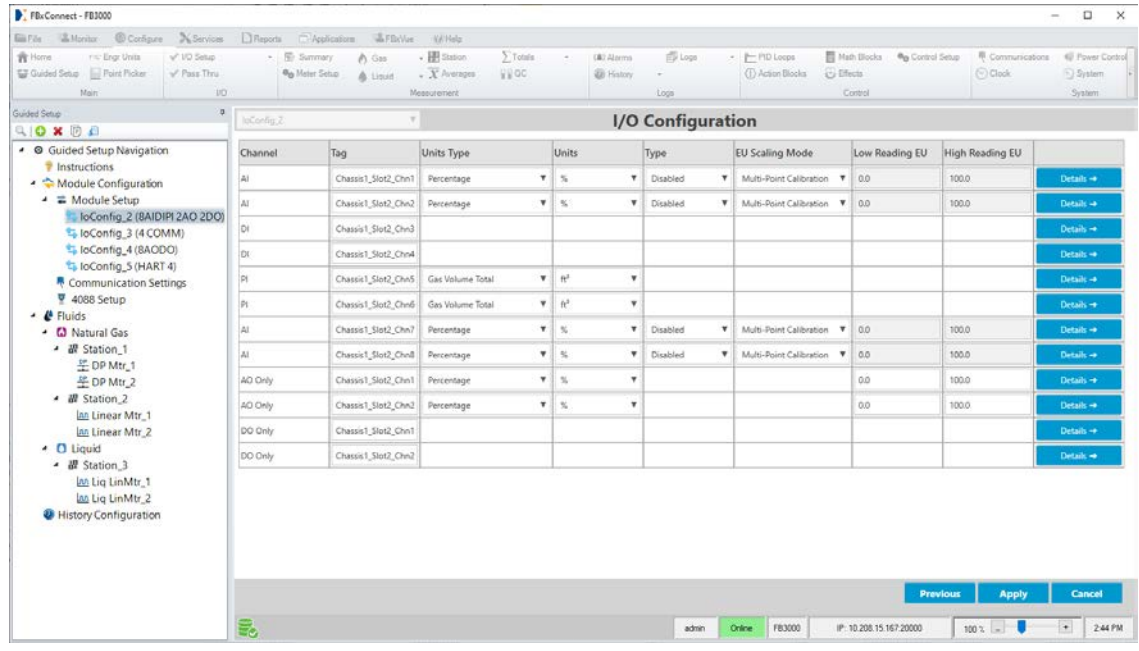 FBxConnect - FB3000
File Monitor Configure Services Reports Applications FBxVue Help
Home Engr Units I/O Setup Summary Gas Station Totals Alarms Logs PID Loops Math Blocks Control Setup Communications Power Control
Guided Setup Point Picker Pass Thru Meter Setup Liquid Averages QC History Action Blocks Effects Clock System
Main I/O Measurement Logs Control System
Guided Setup
IoConfig_2 I/O Configuration
Guided Setup Navigation
Instructions
Module Configuration
Module Setup
IoConfig_2 (8AIDIPI 2AO 2DO)
IoConfig_3 (4 COMM)
IoConfig_4 (8AODO)
IoConfig_5 (HART 4)
Communication Settings
4088 Setup
Fluids
Natural Gas
Station_1
DP Mtr_1
DP Mtr_2
Station_2
Linear Mtr_1
Linear Mtr_2
Liquid
Station_3
Liq LinMtr_1
Liq LinMtr_2
History Configuration
Channel Tag Units Type Units Type EU Scaling Mode Low Reading EU High Reading EU
AI Chassis1_Slot2_Chn1 Percentage % Disabled Multi-Point Calibration 0.0 100.0 Details →
AI Chassis1_Slot2_Chn2 Percentage % Disabled Multi-Point Calibration 0.0 100.0 Details →
DI Chassis1_Slot2_Chn3 Details →
DI Chassis1_Slot2_Chn4 Details →
PI Chassis1_Slot2_Chn5 Gas Volume Total ft³ Details →
PI Chassis1_Slot2_Chn6 Gas Volume Total ft³ Details →
AI Chassis1_Slot2_Chn7 Percentage % Disabled Multi-Point Calibration 0.0 100.0 Details →
AI Chassis1_Slot2_Chn8 Percentage % Disabled Multi-Point Calibration 0.0 100.0 Details →
AO Only Chassis1_Slot2_Chn1 Percentage % 0.0 100.0 Details →
AO Only Chassis1_Slot2_Chn2 Percentage % 0.0 100.0 Details →
DO Only Chassis1_Slot2_Chn1 Details →
DO Only Chassis1_Slot2_Chn2 Details →
Previous Apply Cancel
admin Online FB3000 IP: 10.208.15.167:20000 100 % - + 2:44 PM